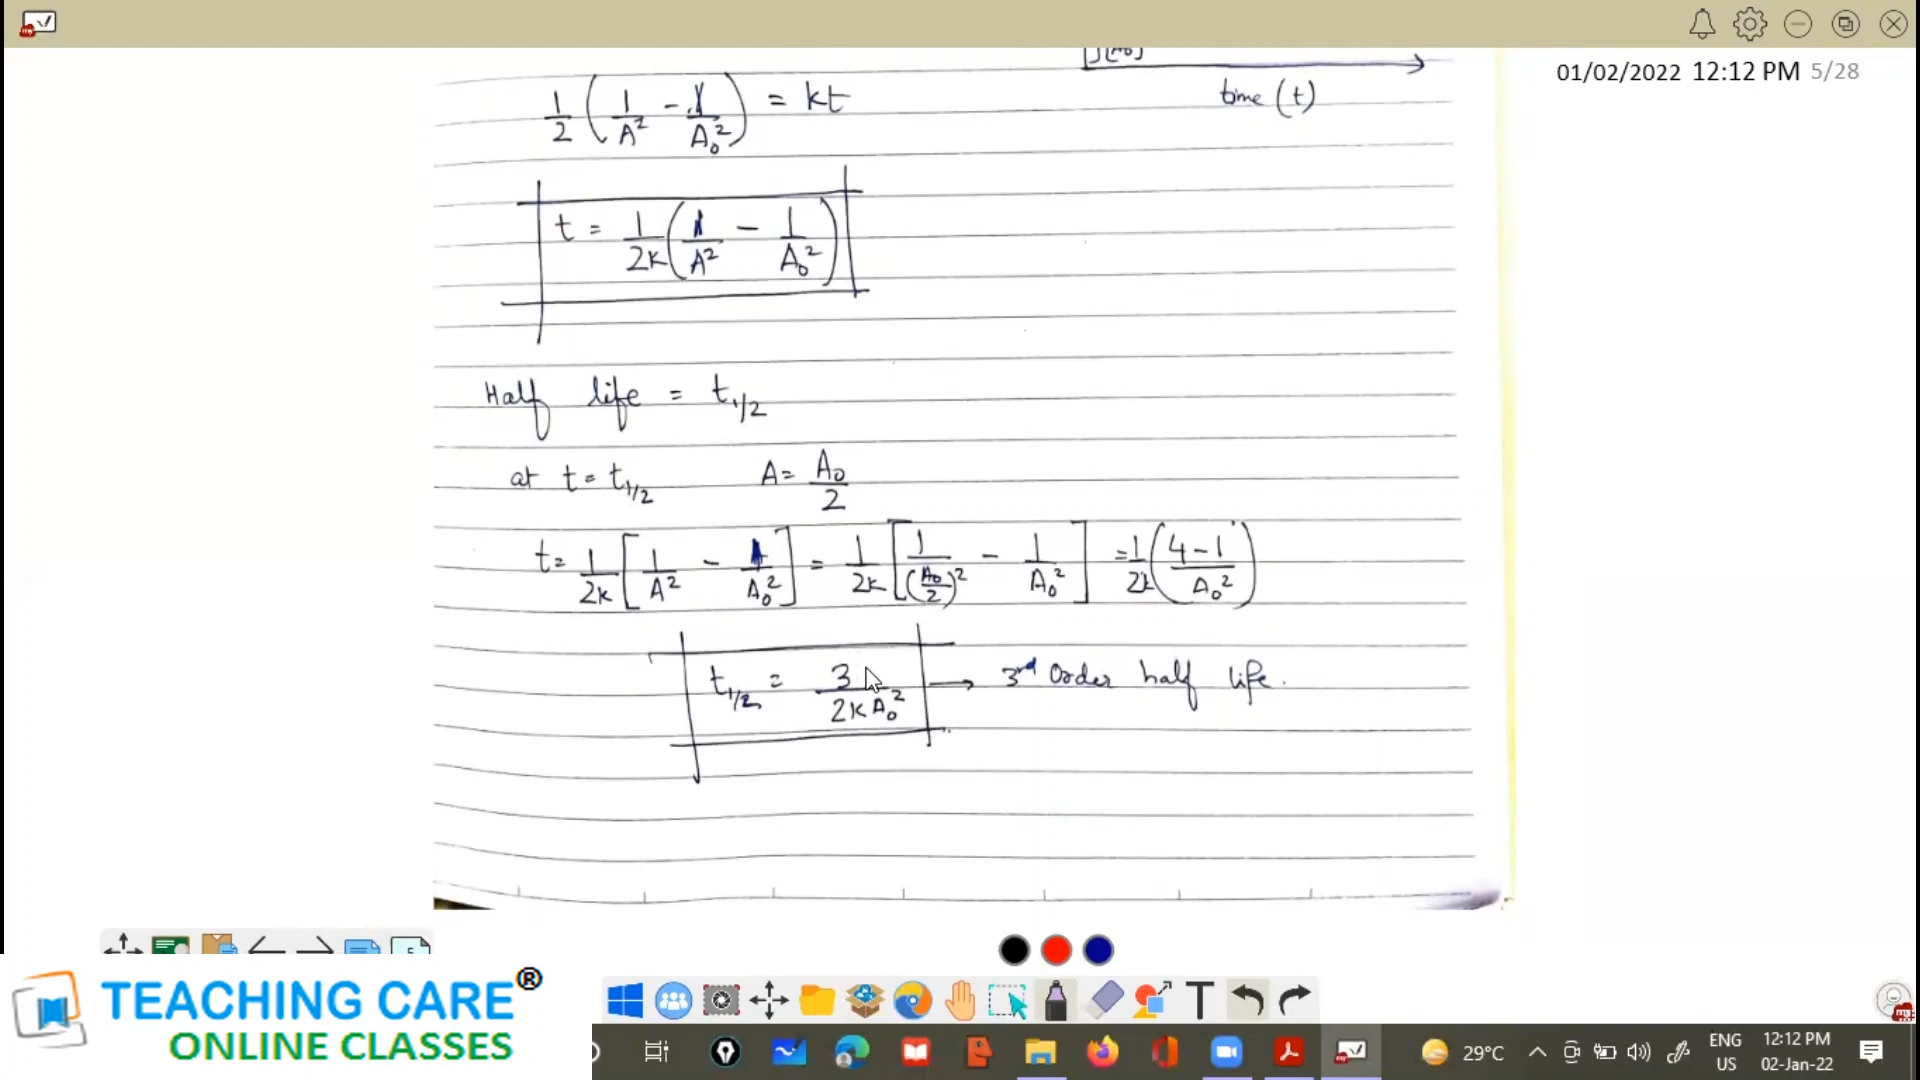 J[A0]
01/02/2022 12:12 PM 5/28
time (t)
1/2 (1/A² - 1/A₀²) = kt
t = 1/2k (1/A² - 1/A₀²)
Half life = t1/2
at t = t1/2 A = A₀/2
t = 1/2k [1/A² - 1/A₀²] = 1/2k [1/(A₀/2)² - 1/A₀²] = 1/2k (4-1/A₀²)
t1/2 = 3/2kA₀² → 3rd Order half life.
5
TEACHING CARE®
ONLINE CLASSES
T
29°C
ENG
US
12:12 PM
02-Jan-22